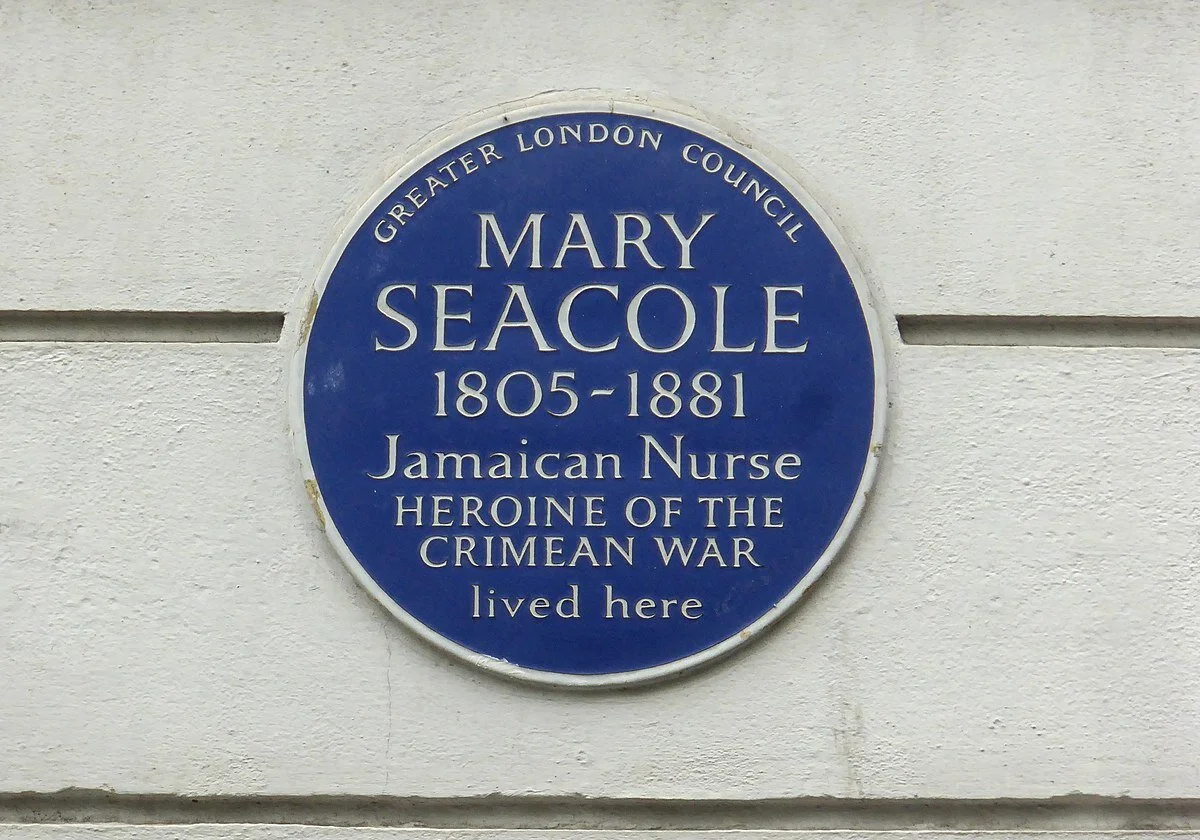 GREATER LONDON COUNCIL
MARY
SEACOLE
1805-1881
Jamaican Nurse
HEROINE OF THE
CRIMEAN WAR
lived here